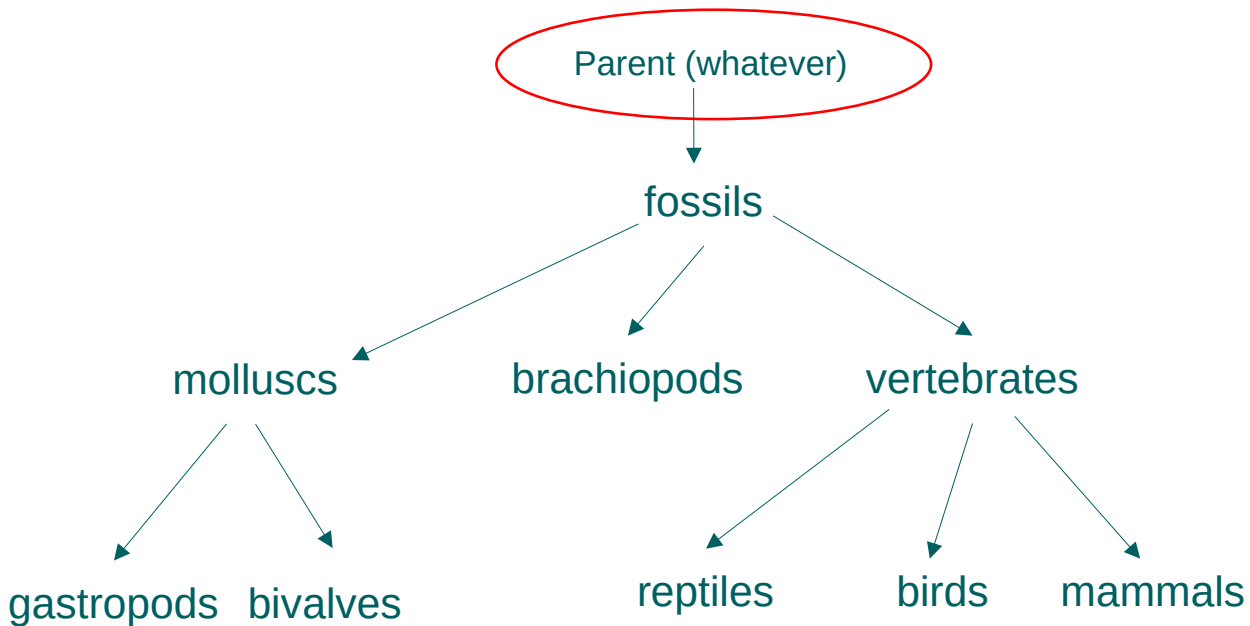 Parent (whatever)
fossils
molluscs brachiopods vertebrates
gastropods bivalves reptiles birds mammals